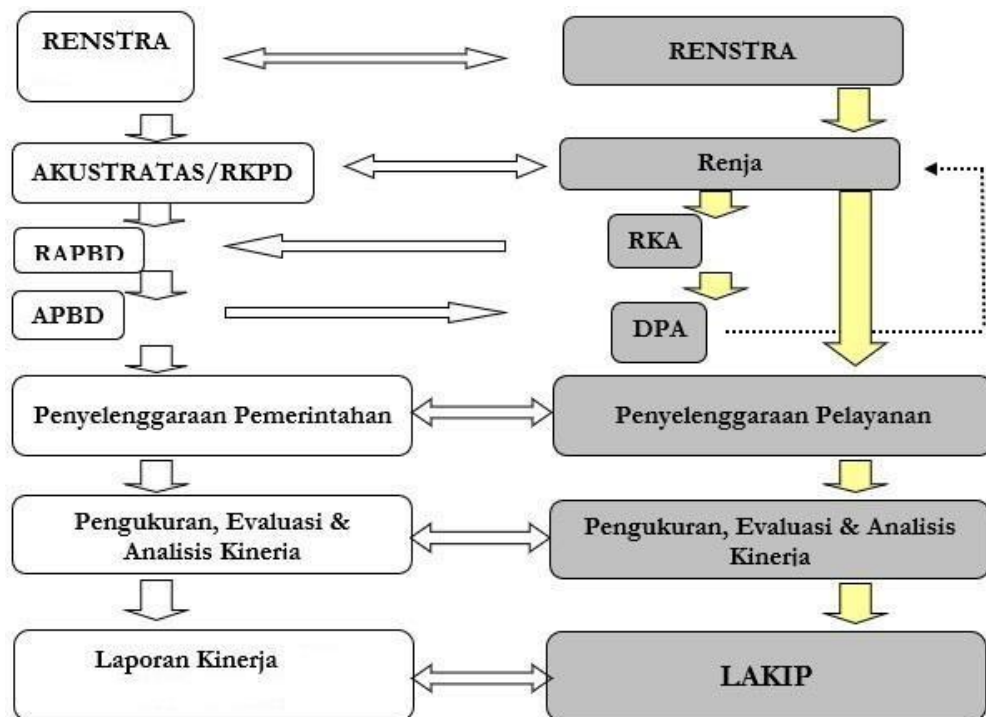 RENSTRA
RENSTRA
AKUSTRATAS/RKPD
Renja
RAPBD
RKA
APBD
DPA
Penyelenggaraan Pemerintahan
Penyelenggaraan Pelayanan
Pengukuran, Evaluasi &
Analisis Kinerja
Pengukuran, Evaluasi & Analisis
Kinerja
Laporan Kinerja
LAKIP